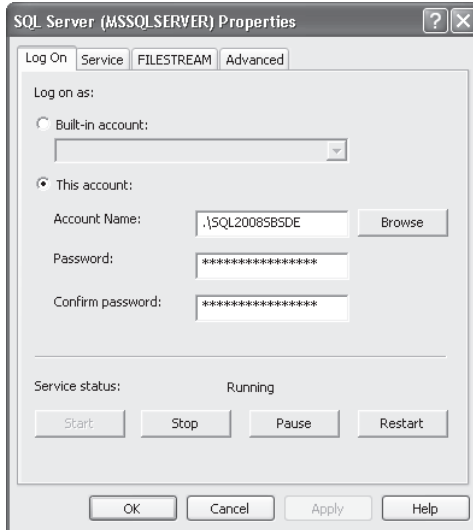 SQL Server (MSSQLSERVER) Properties
Log On Service FILESTREAM Advanced
Log on as:
Built-in account:
This account:
Account Name: .\SQL2008SBSDE Browse
Password: ****************
Confirm password: ****************
Service status: Running
Start Stop Pause Restart
OK Cancel Apply Help